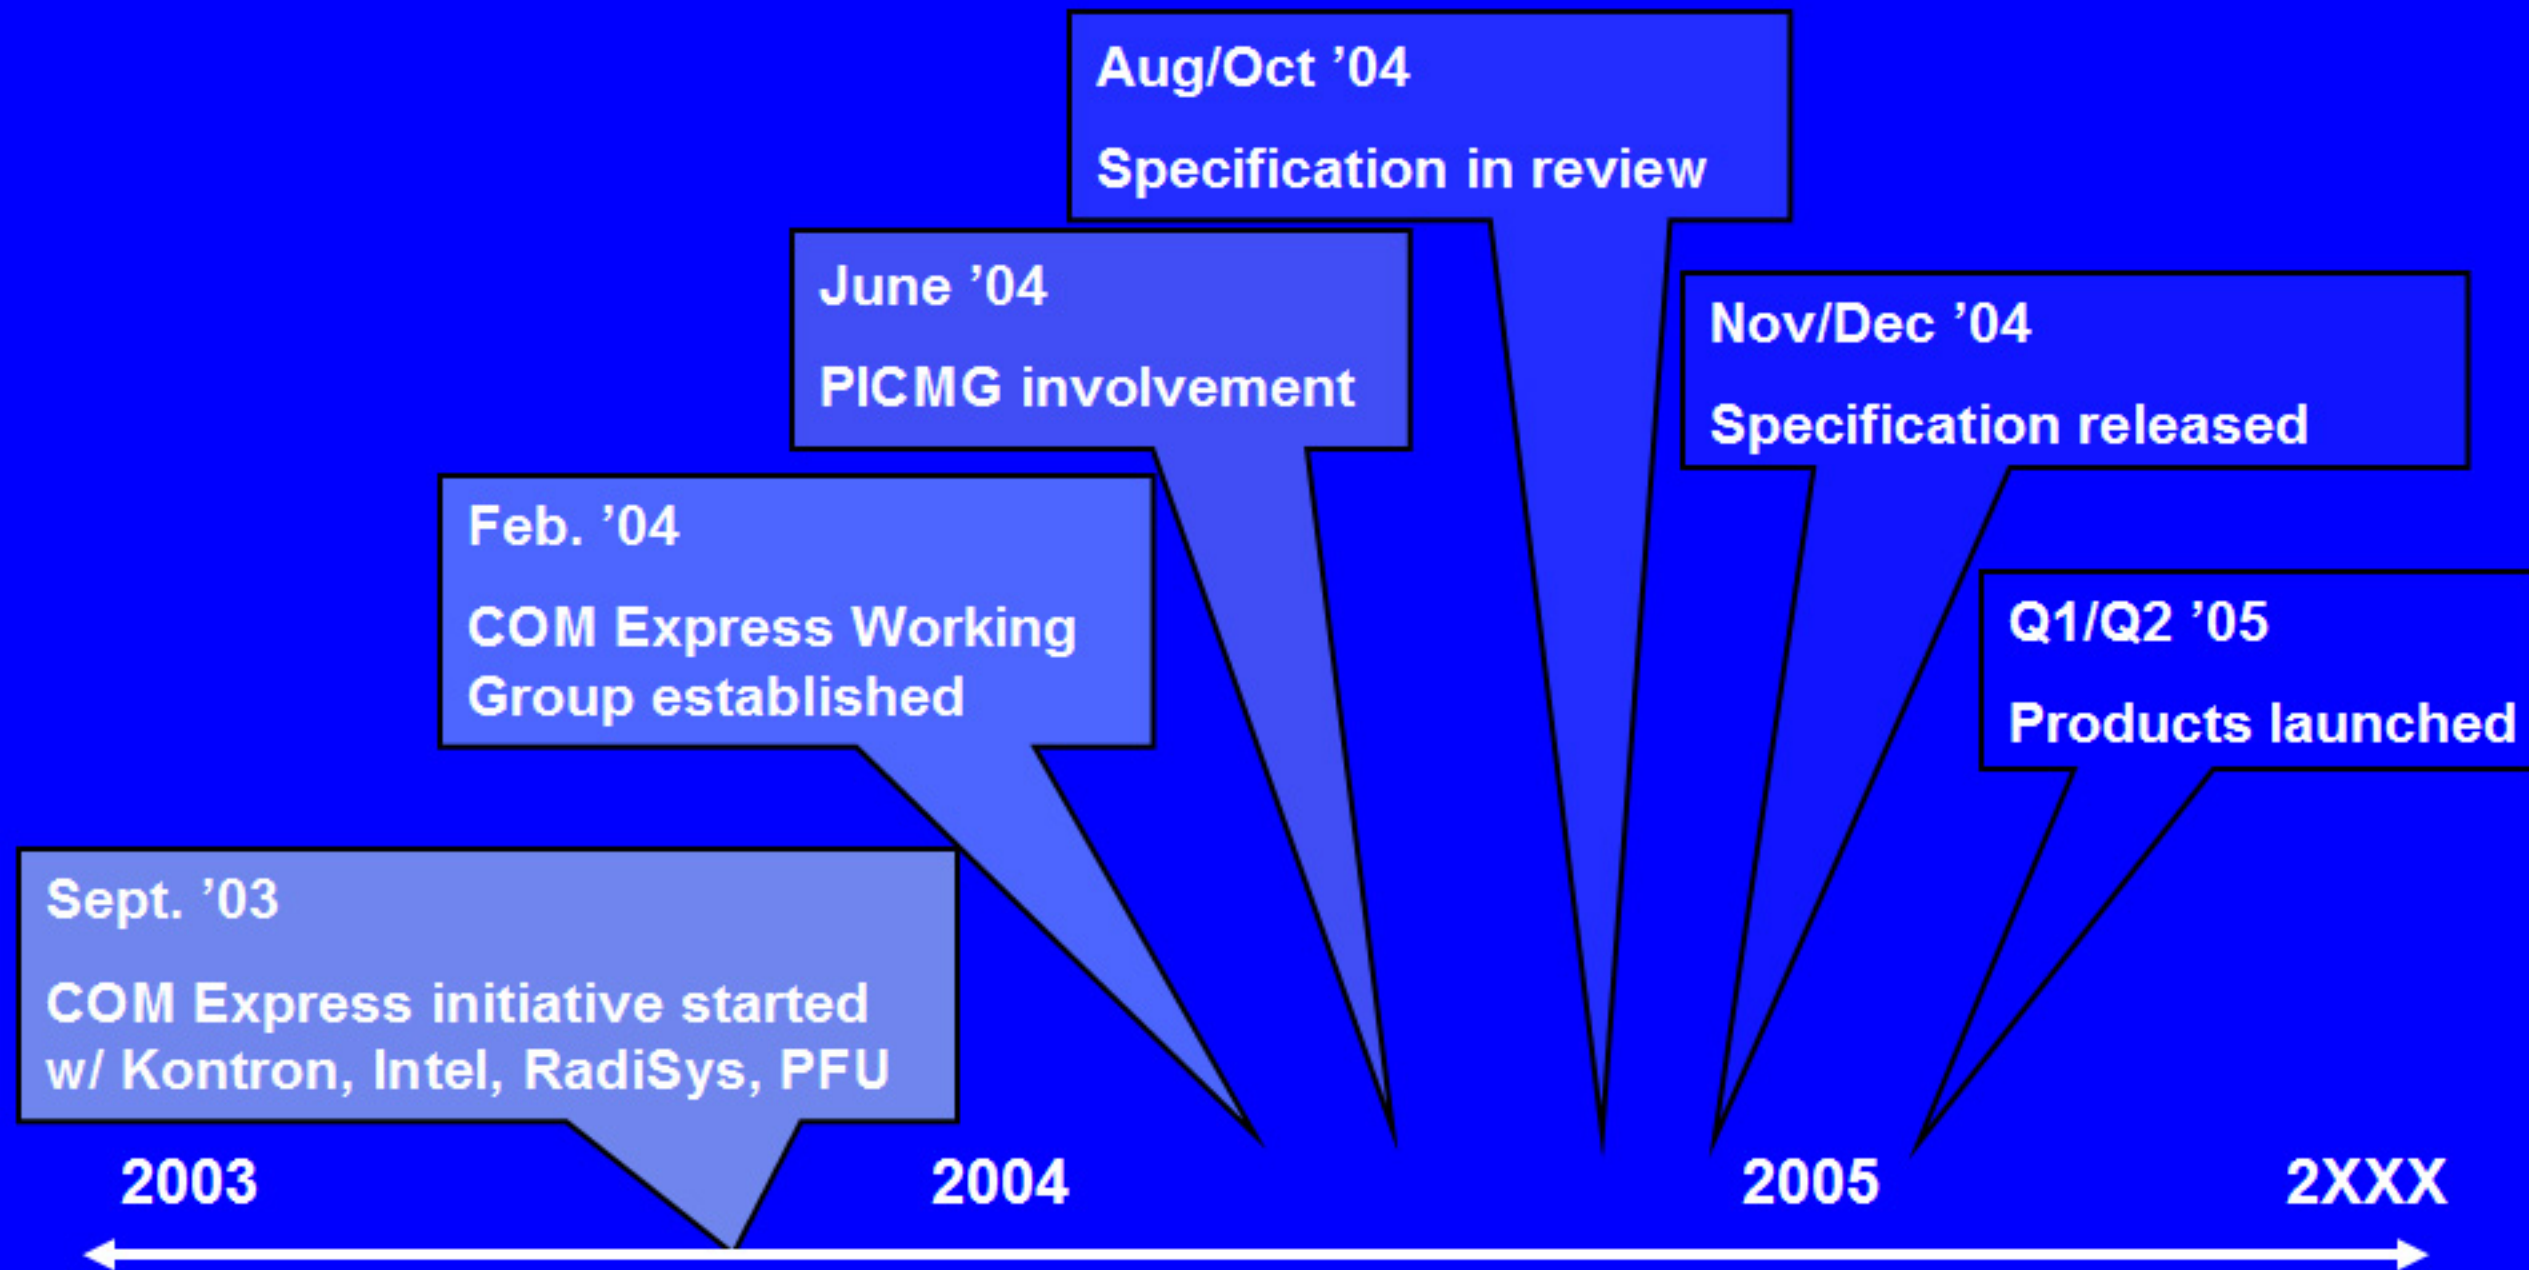 Aug/Oct ’04
Specification in review
June ’04
PICMG involvement
Nov/Dec ’04
Specification released
Feb. ’04
COM Express Working
Group established
Q1/Q2 ’05
Products launched
Sept. ’03
COM Express initiative started
w/ Kontron, Intel, RadiSys, PFU
2003 2004 2005 2XXX